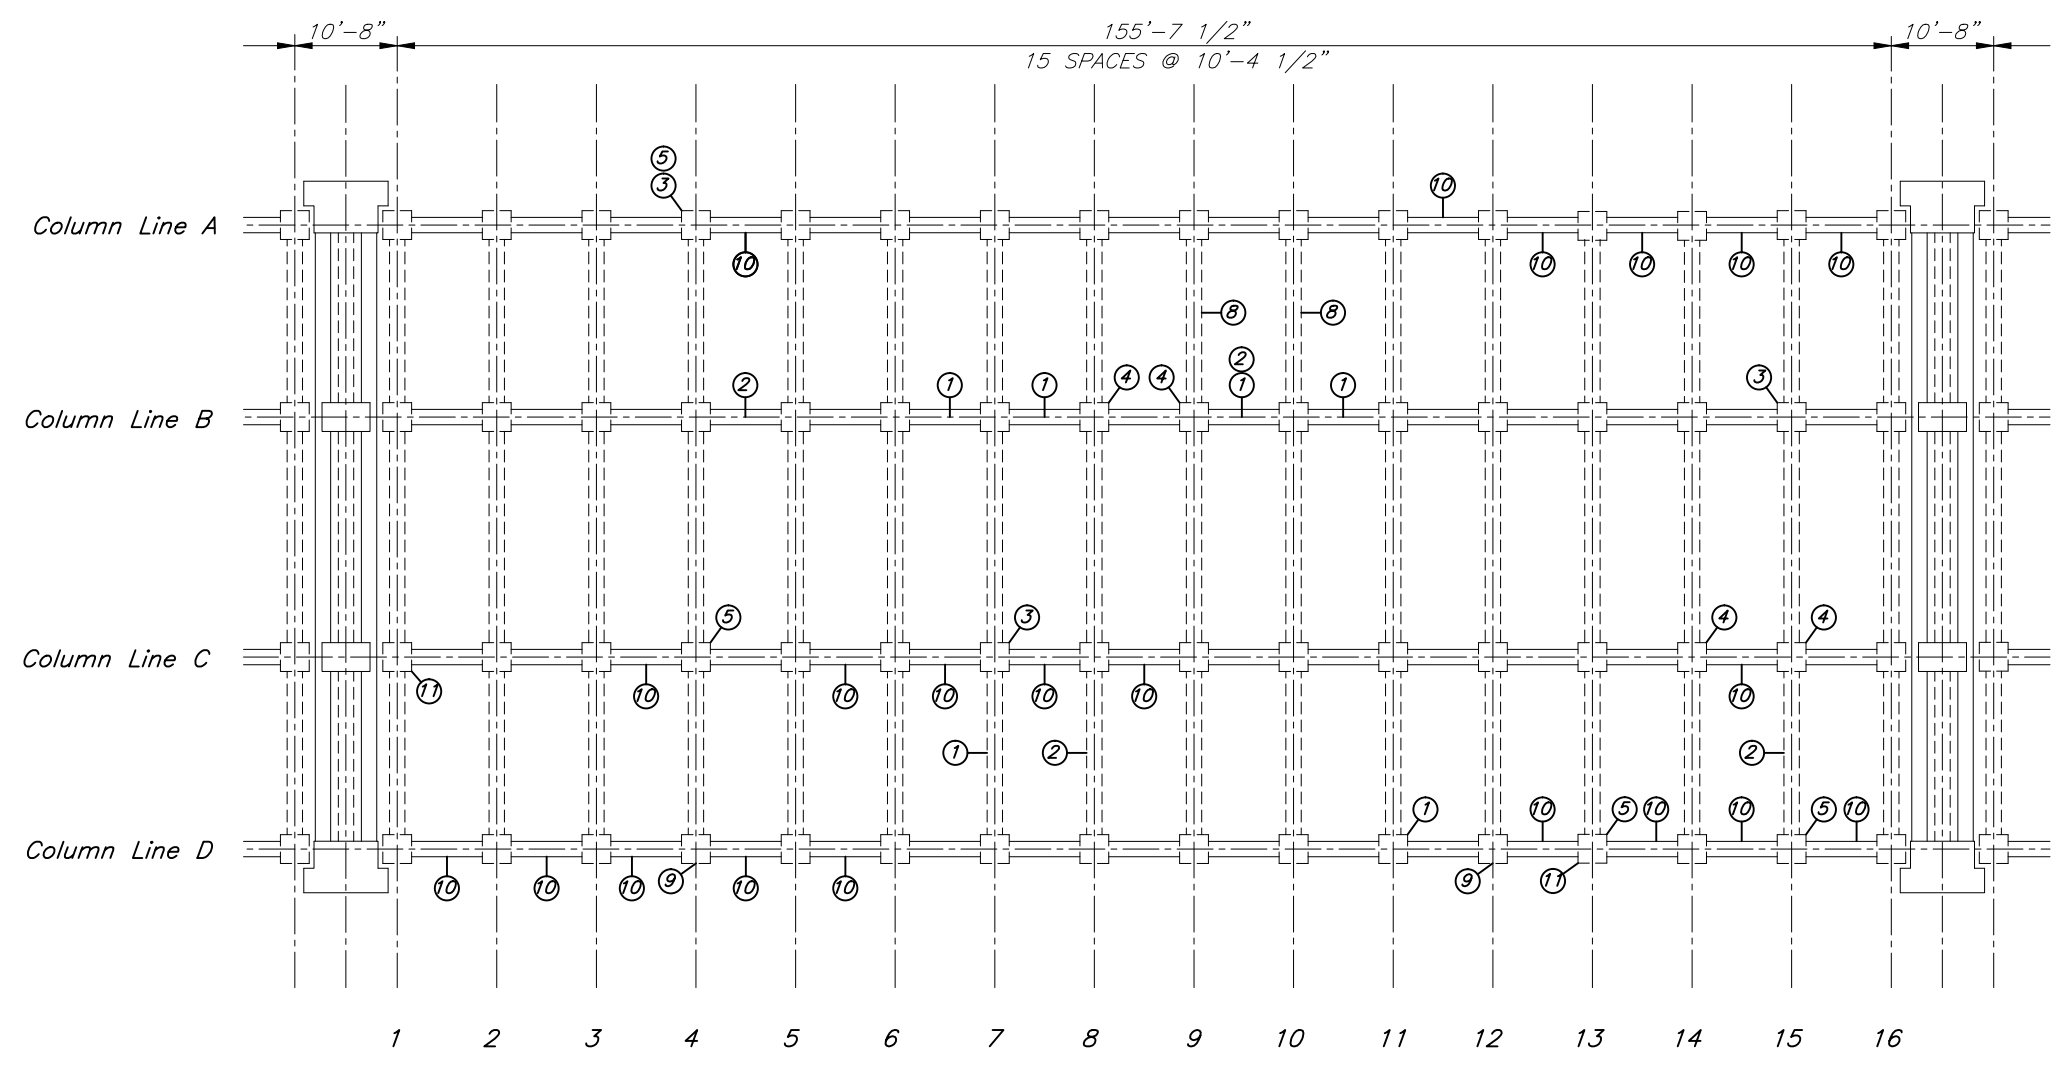 10'-8" 155'-7 1/2" 10'-8"
15 SPACES @ 10'-4 1/2"
5
3 10
Column Line A
10 10 10 10 10
8 8
2
2 1 1 4 4 1 1 3
Column Line B
5 3 4 4
Column Line C
11 10 10 10 10 10 10
1 2 2
1 10 5 10 10 5 10
Column Line D
10 10 10 9 10 10 9 11
1 2 3 4 5 6 7 8 9 10 11 12 13 14 15 16